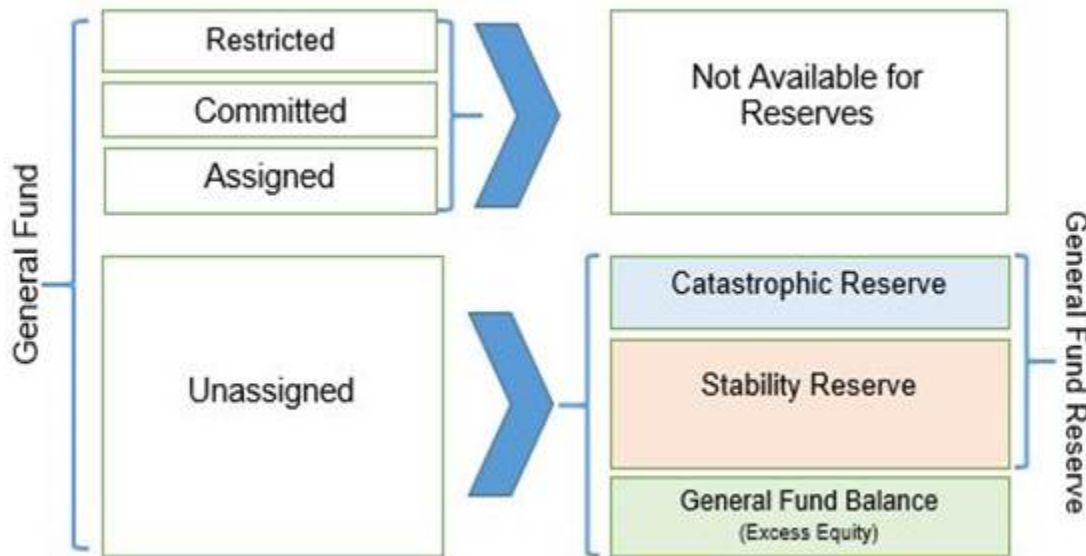 General Fund
Restricted
Committed
Assigned
Unassigned
Not Available for
Reserves
Catastrophic Reserve
Stability Reserve
General Fund Balance
(Excess Equity)
General Fund Reserve